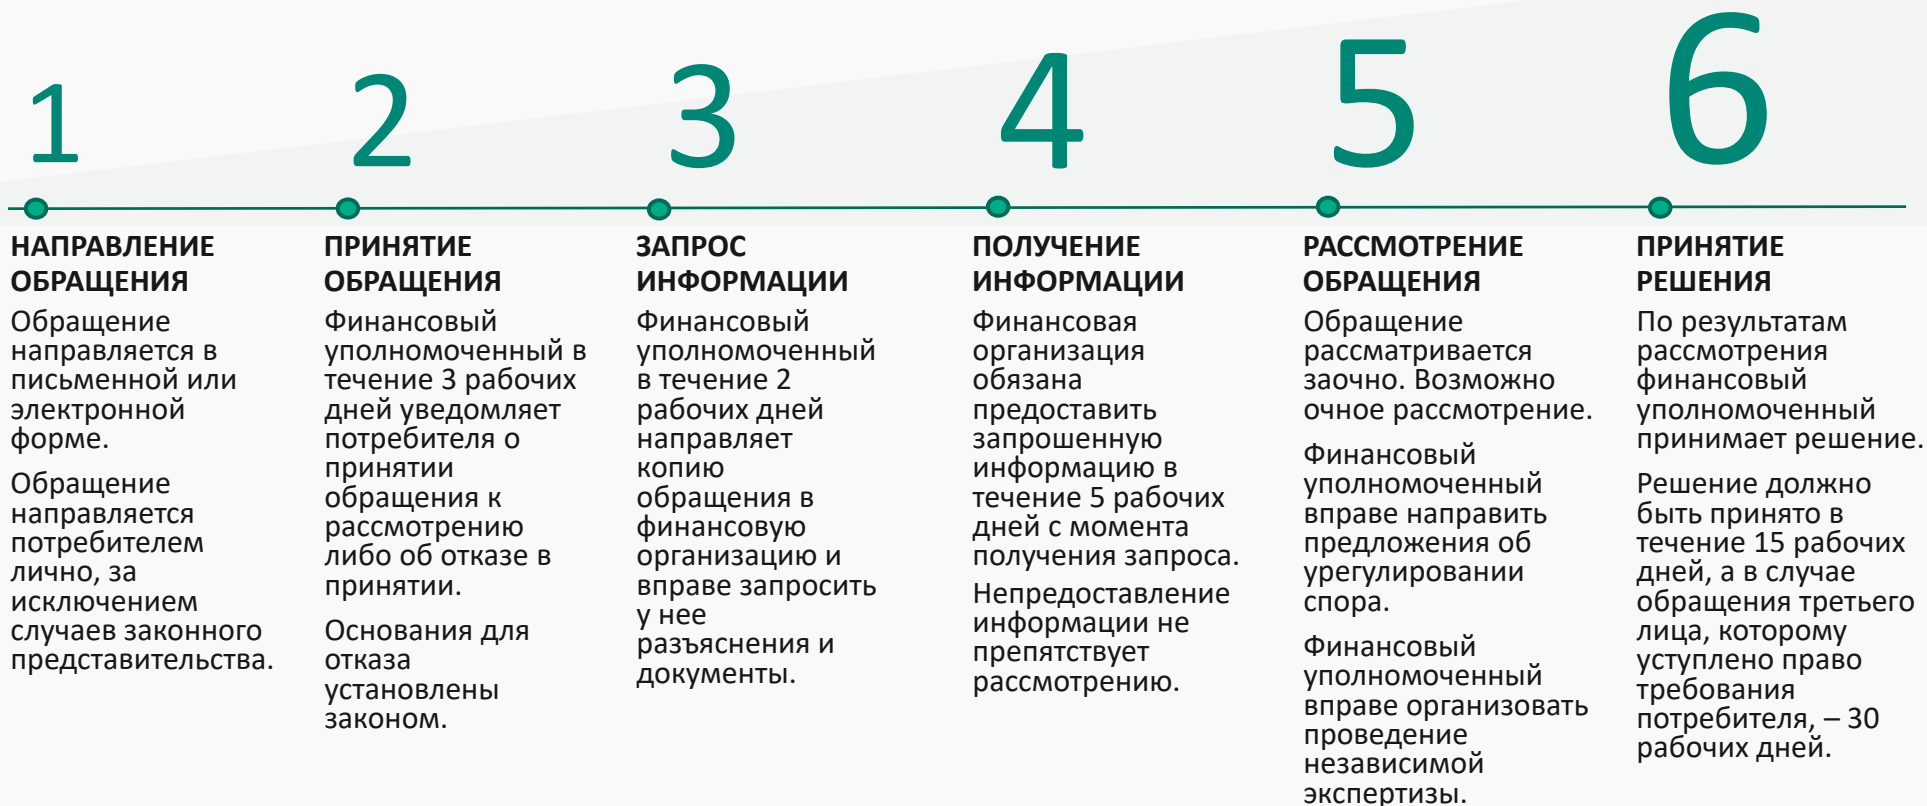 1
НАПРАВЛЕНИЕ
ОБРАЩЕНИЯ
Обращение
направляется в
письменной или
электронной
форме.
Обращение
направляется
потребителем
лично, за
исключением
случаев законного
представительства.
2
ПРИНЯТИЕ
ОБРАЩЕНИЯ
Финансовый
уполномоченный в
течение 3 рабочих
дней уведомляет
потребителя о
принятии
обращения к
рассмотрению
либо об отказе в
принятии.
Основания для
отказа
установлены
законом.
3
ЗАПРОС
ИНФОРМАЦИИ
Финансовый
уполномоченный
в течение 2
рабочих дней
направляет
копию
обращения в
финансовую
организацию и
вправе запросить
у нее
разъяснения и
документы.
4
ПОЛУЧЕНИЕ
ИНФОРМАЦИИ
Финансовая
организация
обязана
предоставить
запрошенную
информацию в
течение 5 рабочих
дней с момента
получения запроса.
Непредоставление
информации не
препятствует
рассмотрению.
5
РАССМОТРЕНИЕ
ОБРАЩЕНИЯ
Обращение
рассматривается
заочно. Возможно
очное рассмотрение.
Финансовый
уполномоченный
вправе направить
предложения об
урегулировании
спора.
Финансовый
уполномоченный
вправе организовать
проведение
независимой
экспертизы.
6
ПРИНЯТИЕ
РЕШЕНИЯ
По результатам
рассмотрения
финансовый
уполномоченный
принимает решение.
Решение должно
быть принято в
течение 15 рабочих
дней, а в случае
обращения третьего
лица, которому
уступлено право
требования
потребителя, – 30
рабочих дней.